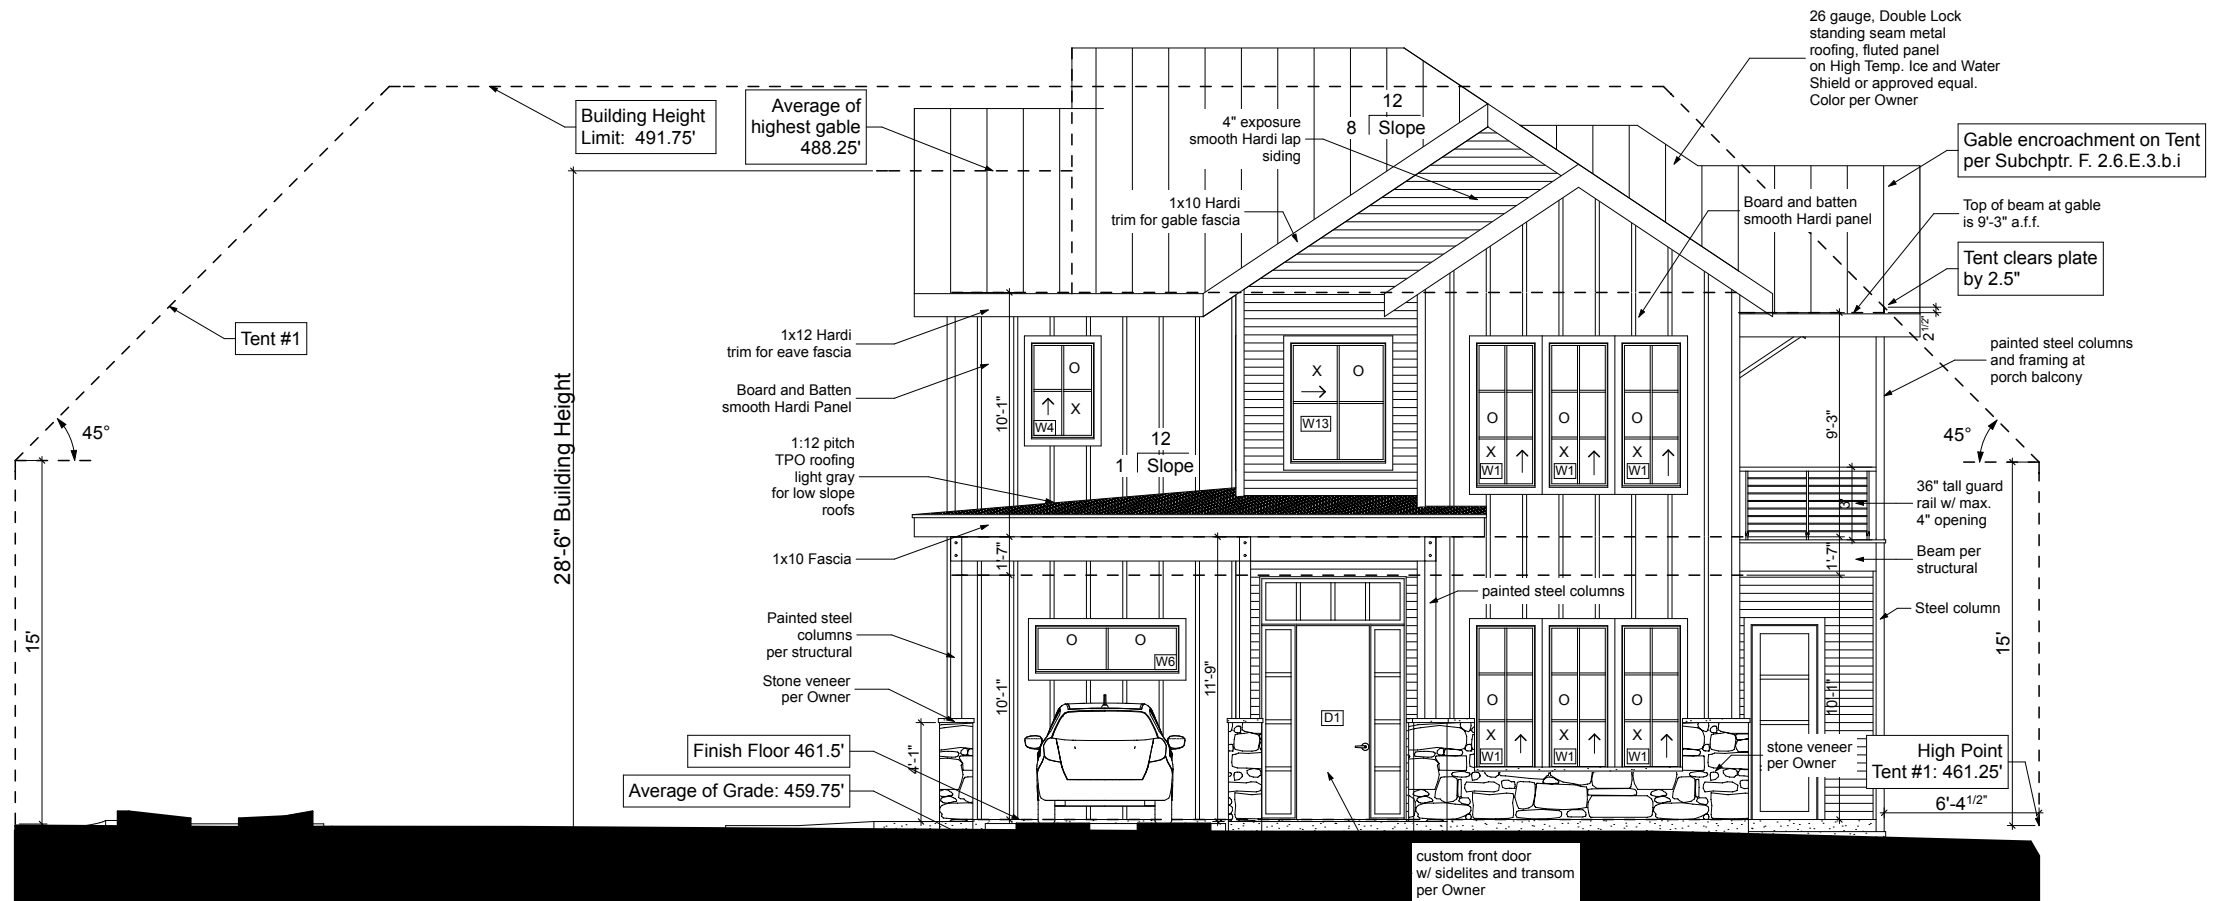 26 gauge, Double Lock
standing seam metal
roofing, fluted panel
on High Temp. Ice and Water
Shield or approved equal.
Color per Owner
Building Height
Limit: 491.75'
Average of
highest gable
488.25'
12
8
Slope
4" exposure
smooth Hardi lap
siding
Gable encroachment on Tent
per Subchptr. F. 2.6.E.3.b.i
1x10 Hardi
trim for gable fascia
Board and batten
smooth Hardi panel
Top of beam at gable
is 9'-3" a.f.f.
Tent clears plate
by 2.5"
Tent #1
1x12 Hardi
trim for eave fascia
2 1/2"
painted steel columns
and framing at
porch balcony
28'-6" Building Height
Board and Batten
smooth Hardi Panel
10'-1"
O
X
W4
X
O
W13
O
X
W1
O
X
W1
O
X
W1
9'-3"
45°
45°
1:12 pitch
TPO roofing
light gray
for low slope
roofs
12
1
Slope
36" tall guard
rail w/ max.
4" opening
3'
1x10 Fascia
1'-7"
1'-7"
Beam per
structural
painted steel columns
Steel column
15'
15'
Painted steel
columns
per structural
O
O
W6
11'-9"
Stone veneer
per Owner
10'-1"
10'-1"
O
X
W1
O
X
W1
O
X
W1
D1
4'-1"
Finish Floor 461.5'
Average of Grade: 459.75'
stone veneer
per Owner
High Point
Tent #1: 461.25'
6'-4 1/2"
custom front door
w/ sidelites and transom
per Owner